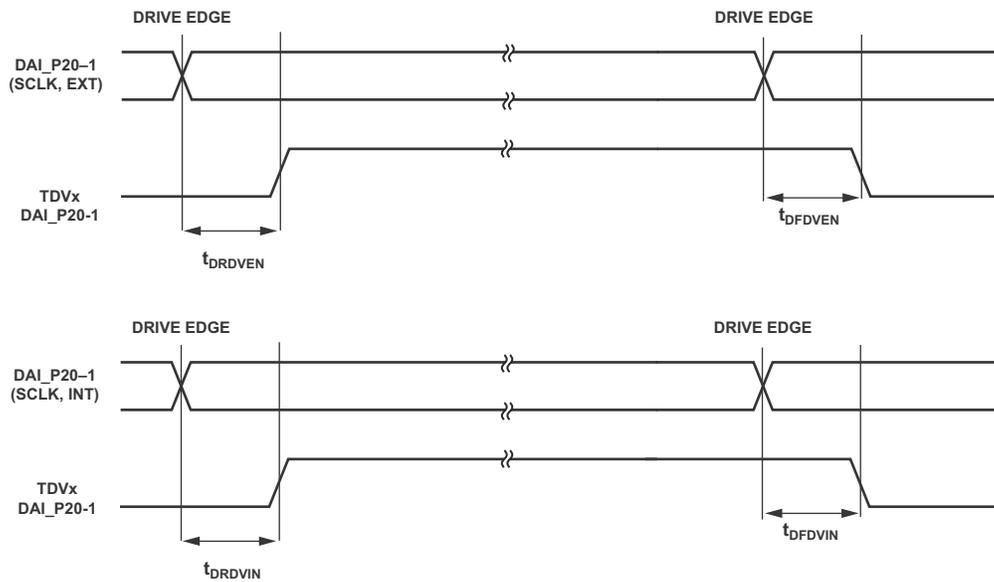 DRIVE EDGE
DRIVE EDGE
DAI_P20–1
(SCLK, EXT)
TDVx
DAI_P20-1
tDFDVEN
tDRDVEN
DRIVE EDGE
DRIVE EDGE
DAI_P20–1
(SCLK, INT)
TDVx
DAI_P20-1
tDFDVIN
tDRDVIN